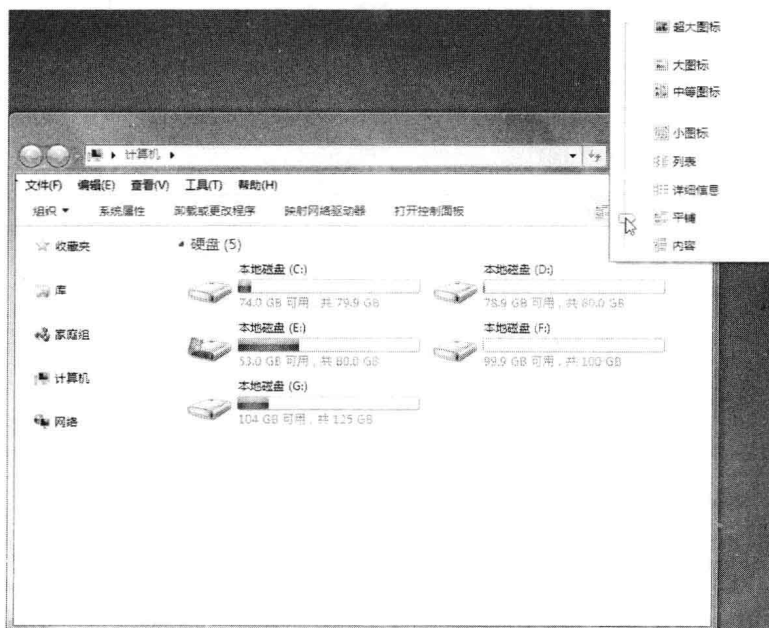 超大图标
大图标
中等图标
小图标
列表
详细信息
平铺
内容
计算机
文件(F) 编辑(E) 查看(V) 工具(T) 帮助(H)
组织 系统属性 卸载或更改程序 映射网络驱动器 打开控制面板
收藏夹
库
家庭组
计算机
网络
硬盘 (5)
本地磁盘 (C:)
74.0 GB 可用，共 79.9 GB
本地磁盘 (D:)
78.9 GB 可用，共 80.0 GB
本地磁盘 (E:)
53.0 GB 可用，共 80.0 GB
本地磁盘 (F:)
99.9 GB 可用，共 100 GB
本地磁盘 (G:)
104 GB 可用，共 125 GB